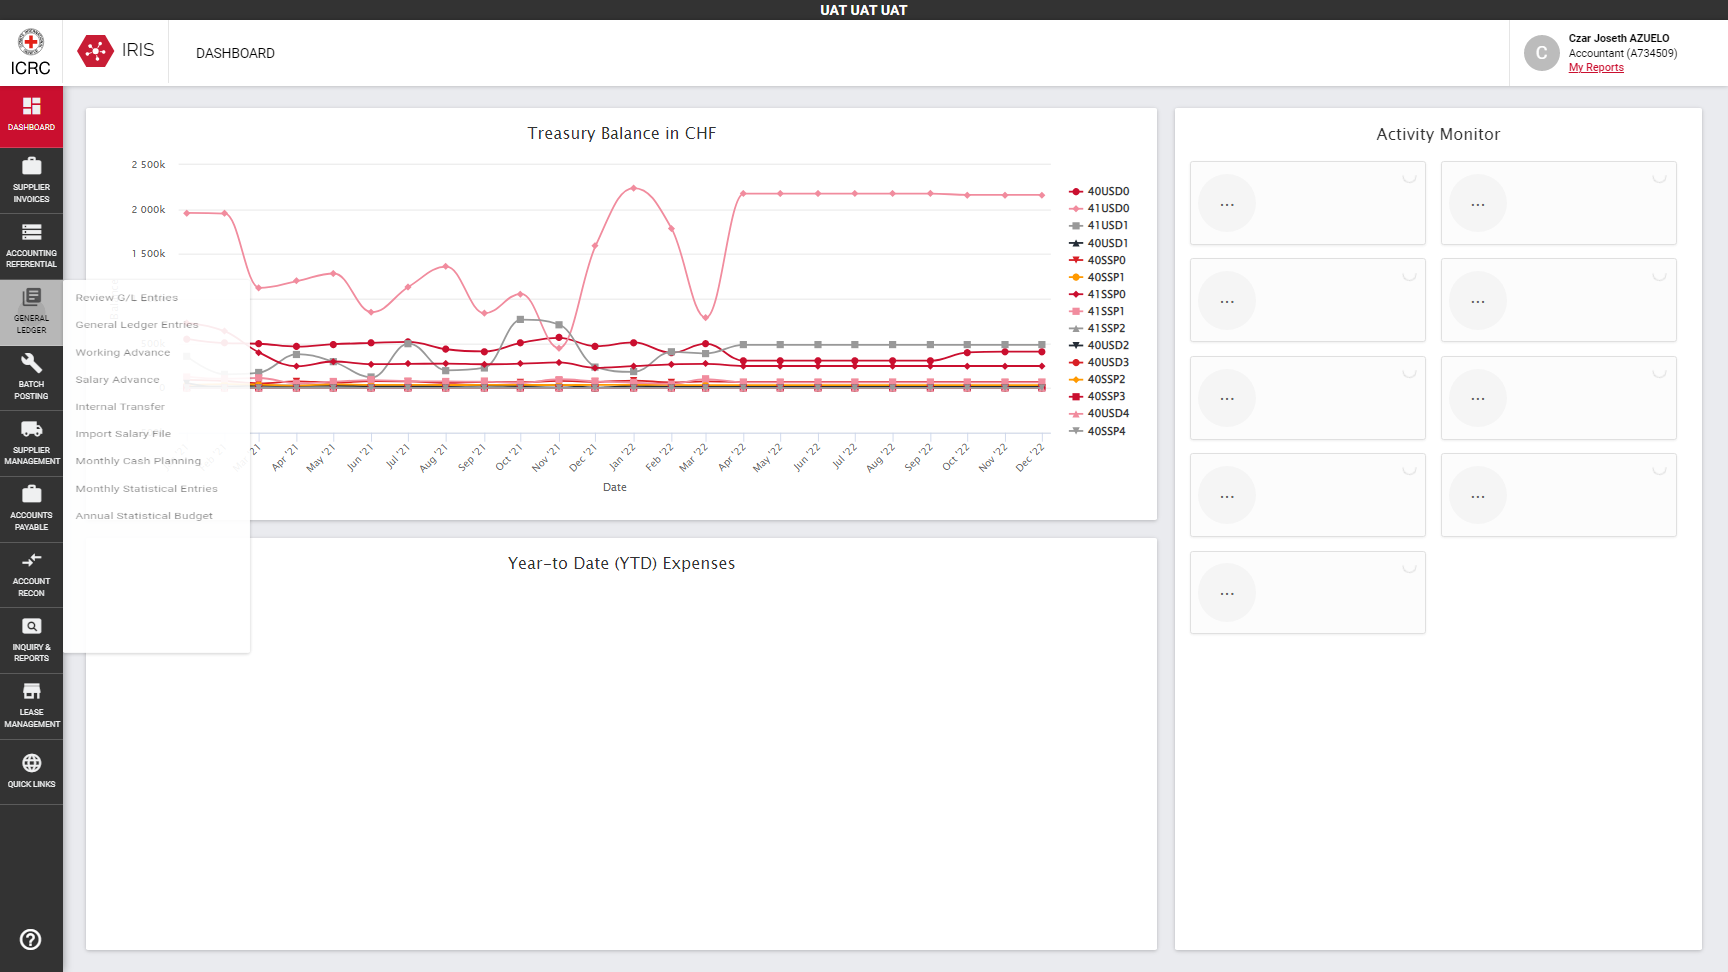 UAT UAT UAT
ICRC
IRIS
DASHBOARD
Czar Joseth AZUELO
Accountant (A734509)
My Reports
DASHBOARD
SUPPLIER
INVOICES
ACCOUNTING
REFERENTIAL
GENERAL
LEDGER
BATCH
POSTING
SUPPLIER
MANAGEMENT
ACCOUNTS
PAYABLE
ACCOUNT
RECON
INQUIRY &
REPORTS
LEASE
MANAGEMENT
QUICK LINKS
Review G/L Entries
General Ledger Entries
Working Advance
Salary Advance
Internal Transfer
Import Salary File
Monthly Cash Planning
Monthly Statistical Entries
Annual Statistical Budget
Treasury Balance in CHF
2 500k
2 000k
1 500k
40USD0
41USD0
41USD1
40USD1
40SSP0
40SSP1
41SSP0
41SSP1
41SSP2
40USD2
40USD3
40SSP2
40SSP3
40USD4
40SSP4
Apr '21
May '21
Jun '21
Jul '21
Aug '21
Sep '21
Oct '21
Nov '21
Dec '21
Jan '22
Feb '22
Mar '22
Apr '22
May '22
Jun '22
Jul '22
Aug '22
Sep '22
Oct '22
Nov '22
Dec '22
Date
Year-to Date (YTD) Expenses
Activity Monitor
... ...
... ...
... ...
... ...
...